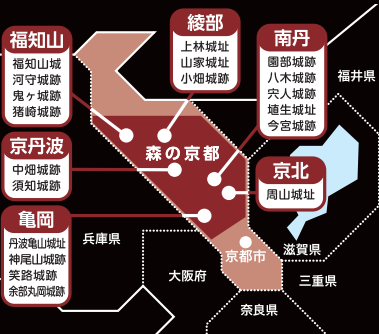 福知山
福知山城
河守城跡
鬼ヶ城跡
猪崎城跡
綾部
上林城址
山家城址
小畑城跡
南丹
園部城跡
八木城跡
宍人城跡
埴生城址
今宮城跡
福井県
京丹波
中畑城跡
須知城跡
森の京都
京北
周山城址
亀岡
丹波亀山城址
神尾山城跡
笑路城跡
余部丸岡城跡
兵庫県
京都市
滋賀県
大阪府
三重県
奈良県